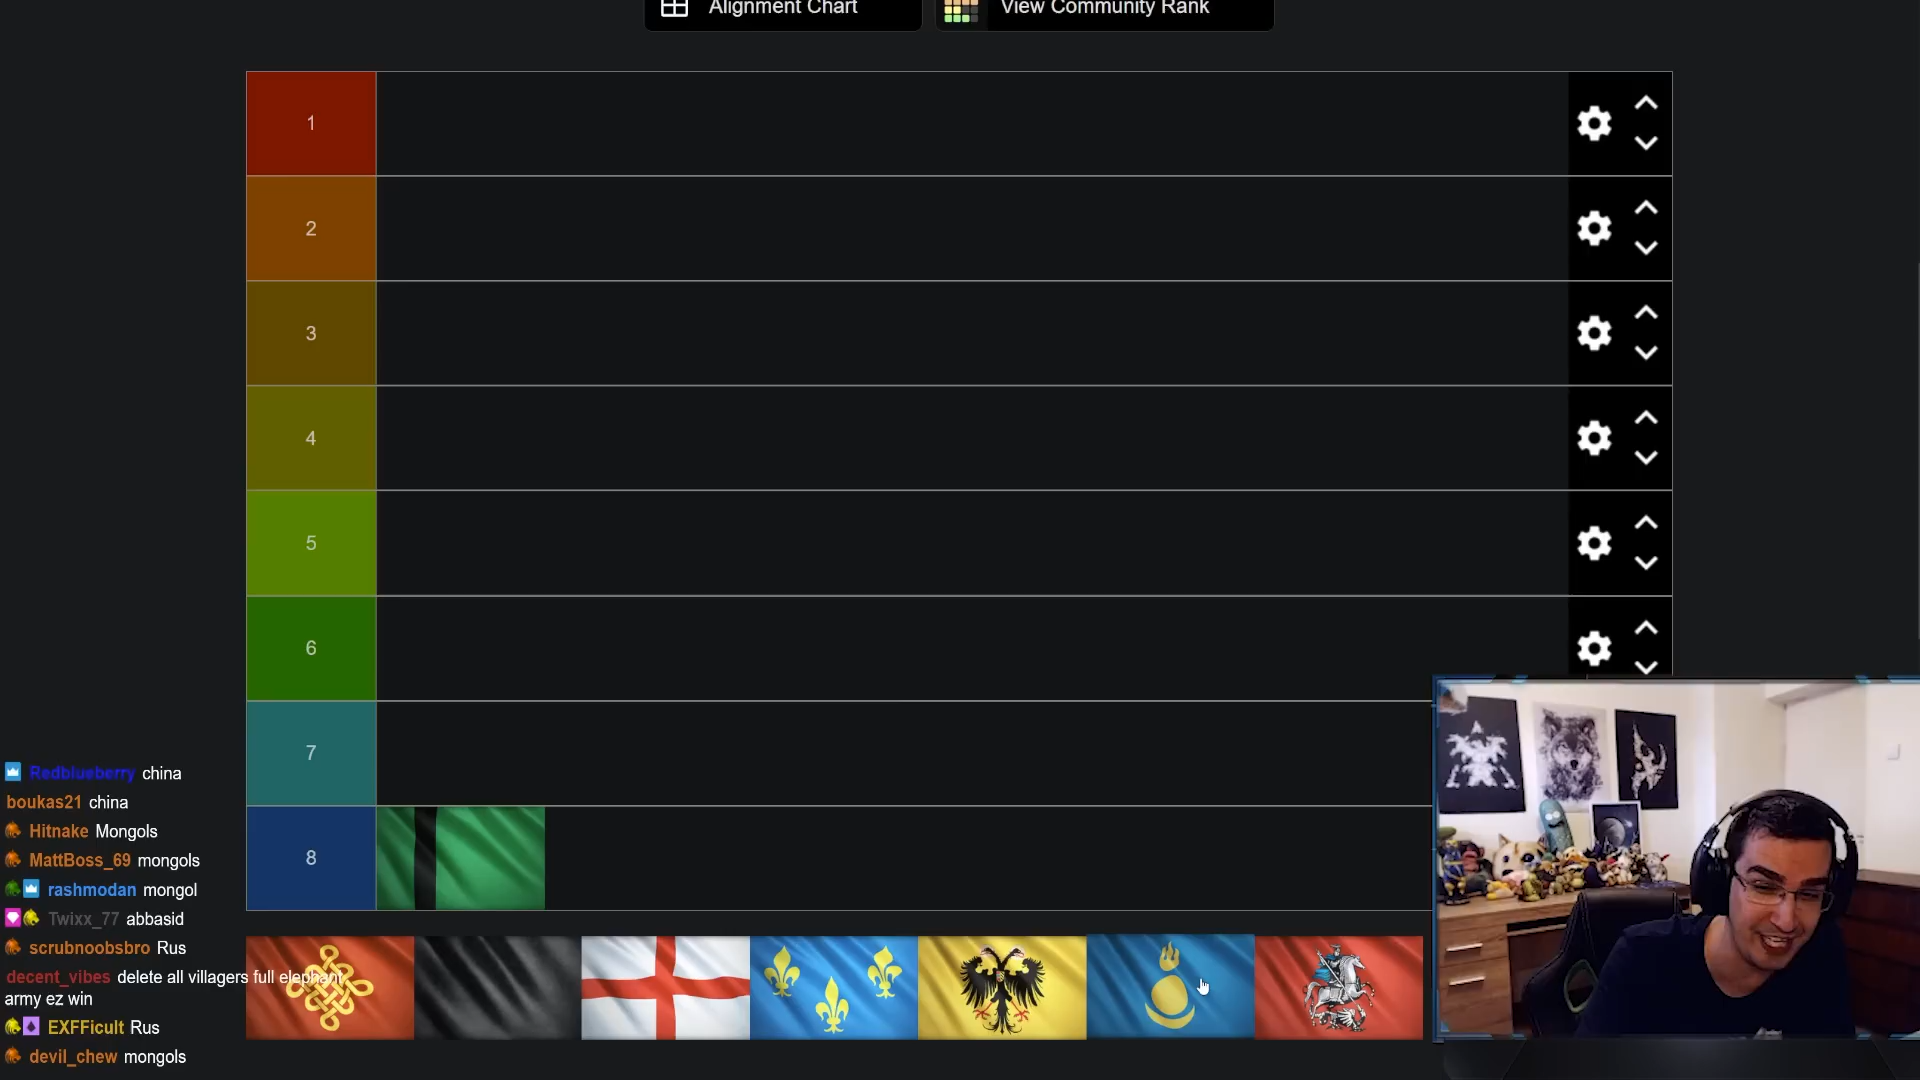 Alignment Chart
View Community Rank
1
2
3
4
5
6
7
8
Redblueberry china
boukas21 china
Hitnake Mongols
MattBoss_69 mongols
rashmodan mongol
Twixx_77 abbasid
scrubnoobsbro Rus
decent_vibes delete all villagers full elephant
army ez win
EXFFicult Rus
devil_chew mongols